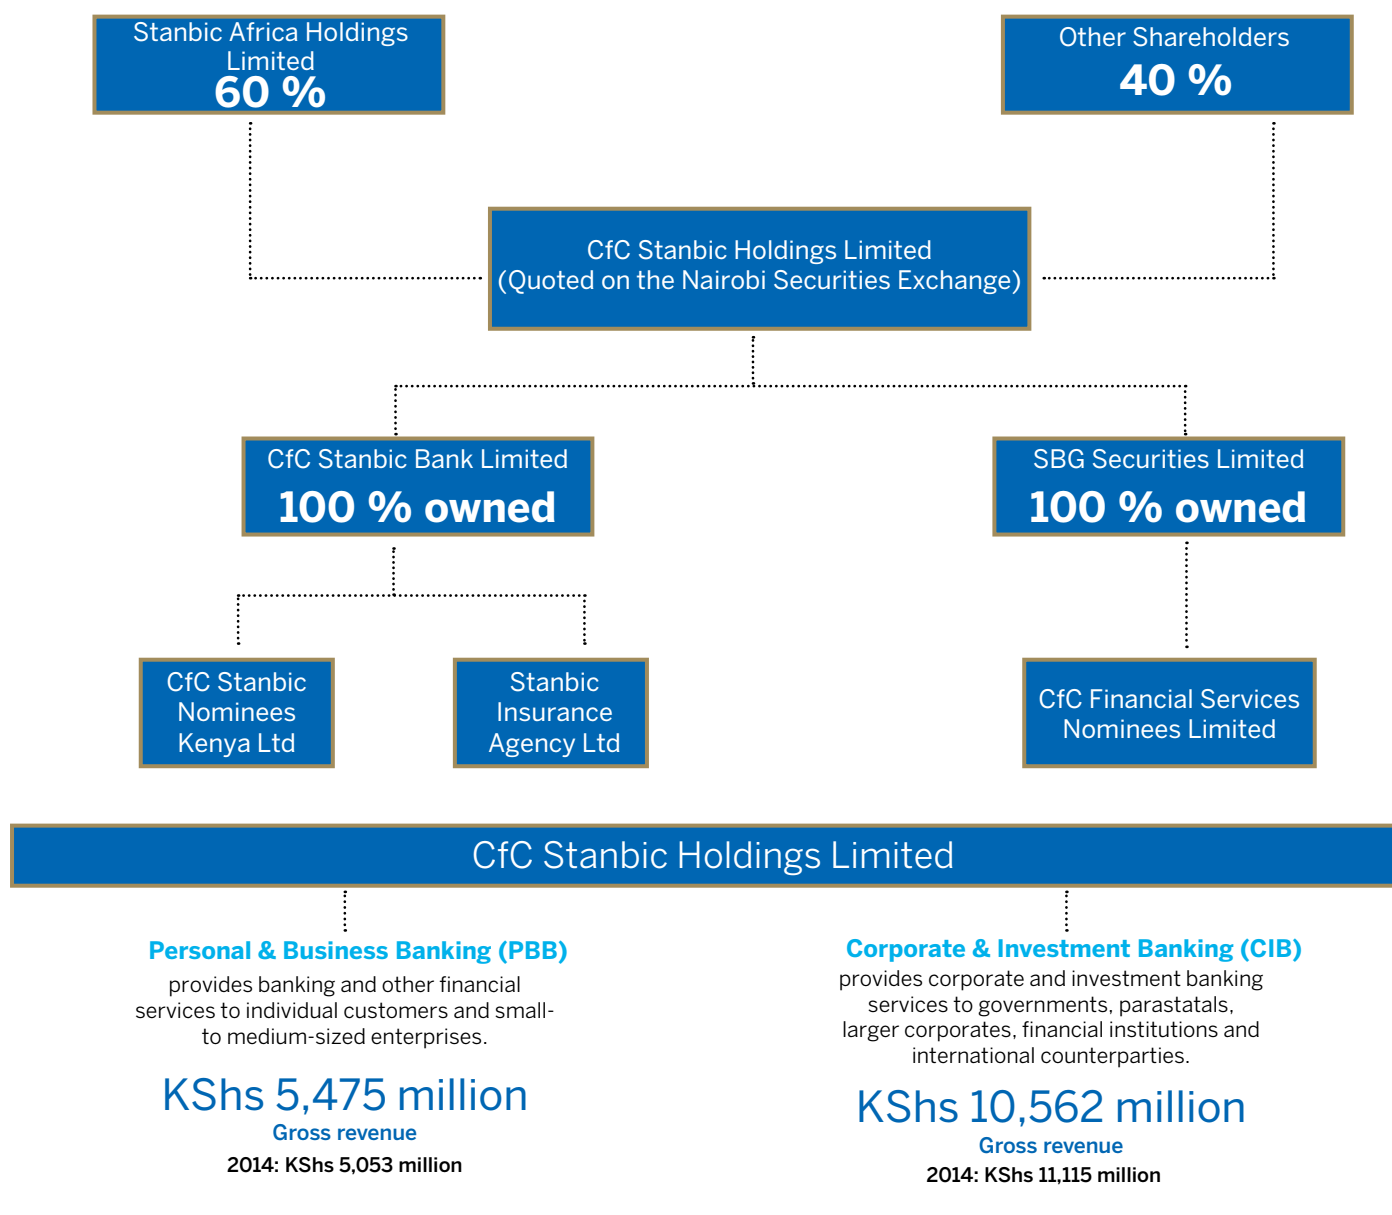 Stanbic Africa Holdings
Limited
60 %
Other Shareholders
40 %
CfC Stanbic Holdings Limited
(Quoted on the Nairobi Securities Exchange)
CfC Stanbic Bank Limited
100 % owned
SBG Securities Limited
100 % owned
CfC Stanbic
Nominees
Kenya Ltd
Stanbic
Insurance
Agency Ltd
CfC Financial Services
Nominees Limited
CfC Stanbic Holdings Limited
Personal & Business Banking (PBB)
provides banking and other financial
services to individual customers and small-
to medium-sized enterprises.
KShs 5,475 million
Gross revenue
2014: KShs 5,053 million
Corporate & Investment Banking (CIB)
provides corporate and investment banking
services to governments, parastatals,
larger corporates, financial institutions and
international counterparties.
KShs 10,562 million
Gross revenue
2014: KShs 11,115 million